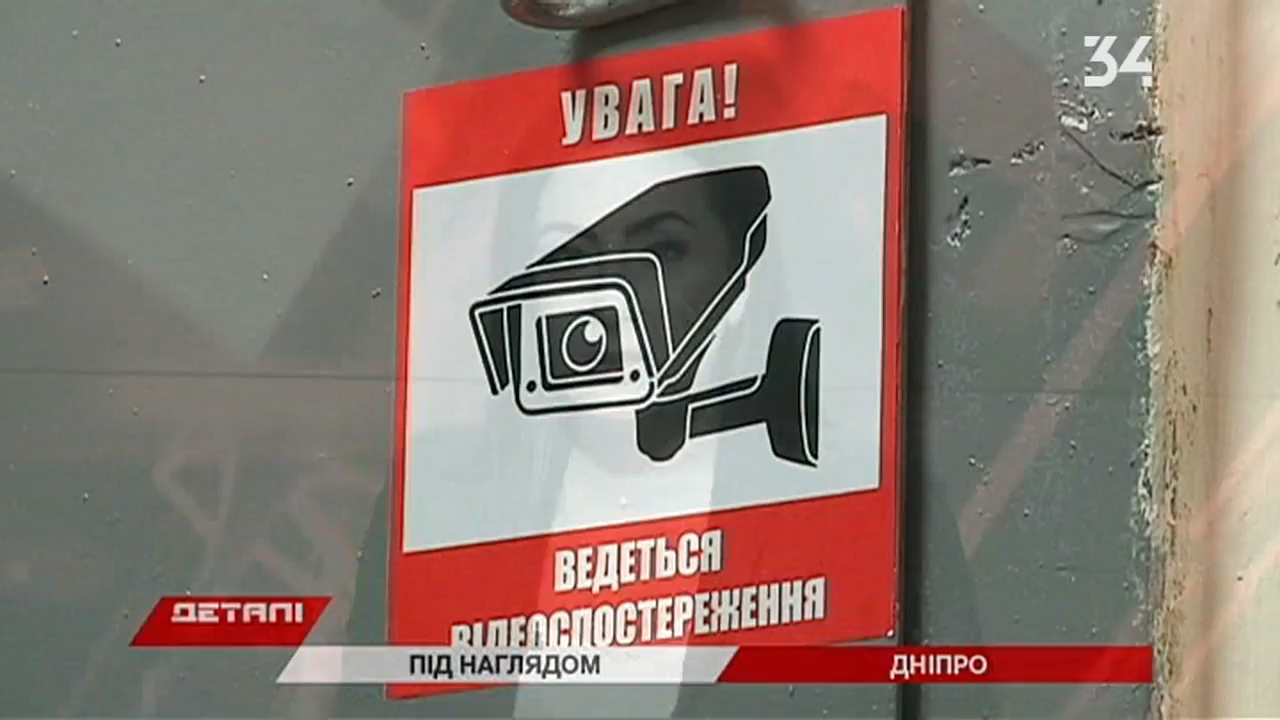 34
УВАГА!
ВЕДЕТЬСЯ
ВІДЕОСПОСТЕРЕЖЕННЯ
ДЕТАЛІ
ПІД НАГЛЯДОМ
ДНІПРО